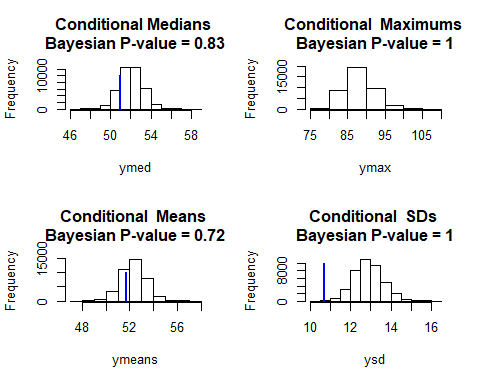 Conditional Medians
Bayesian P-value = 0.83
Frequency
0
10000
46
50
54
58
ymed
Conditional  Maximums
Bayesian P-value = 1
Frequency
0
15000
75
85
95
105
ymax
Conditional  Means
Bayesian P-value = 0.72
Frequency
0
15000
48
52
56
ymeans
Conditional  SDs
Bayesian P-value = 1
Frequency
0
8000
10
12
14
16
ysd